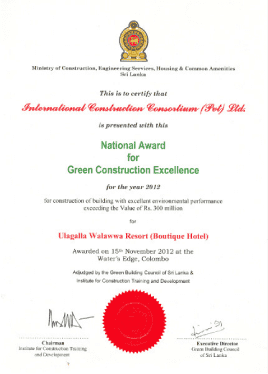 Ministry of Construction, Engineering Services, Housing & Common Amenities
Sri Lanka
This is to certify that
International Construction Consortium (Pvt) Ltd.
is presented with this
National Award
for
Green Construction Excellence
for the year 2012
for construction of building with excellent environmental performance
exceeding the Value of Rs. 300 million
for
Ulagalla Walawwa Resort (Boutique Hotel)
Awarded on 15th November 2012 at the
Water's Edge, Colombo
Adjudged by the Green Building Council of Sri Lanka &
Institute for Construction Training and Development
Chairman
Institute for Construction Training
and Development
Executive Director
Green Building Council
of Sri Lanka